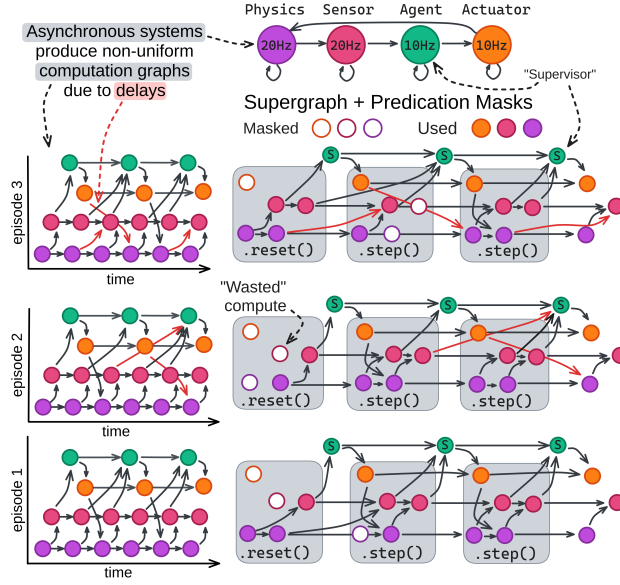 Physics Sensor Agent Actuator
20Hz 20Hz 10Hz 10Hz
Asynchronous systems
produce non-uniform
computation graphs
due to delays
"Supervisor"
Supergraph + Predication Masks
Masked Used
episode 3
time
S S S
.reset() .step() .step()
"Wasted"
compute
episode 2
time
S S S
.reset() .step() .step()
episode 1
time
S S S
.reset() .step() .step()